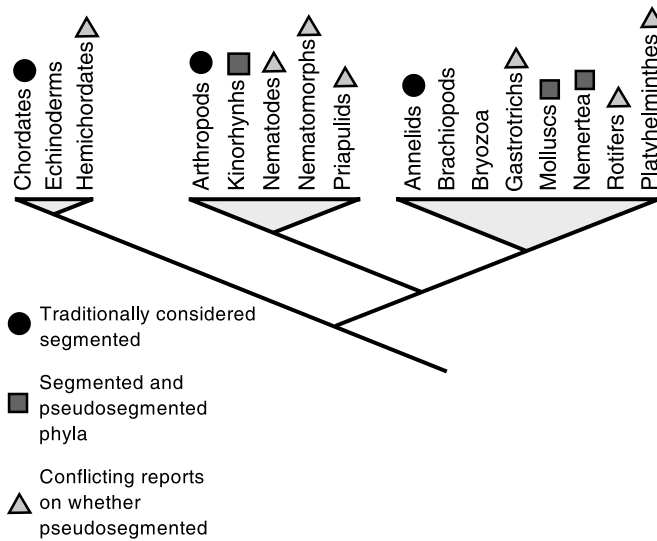 Chordates
Echinoderms
Hemichordates
Arthropods
Kinorhynhs
Nematodes
Nematomorphs
Priapulids
Annelids
Brachiopods
Bryozoa
Gastrotrichs
Molluscs
Nemertea
Rotifers
Platyhelminthes
Traditionally considered
segmented
Segmented and
pseudosegmented
phyla
Conflicting reports
on whether
pseudosegmented